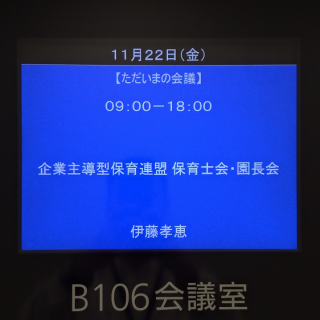 11月22日(金)
【ただいまの会議】
09:00－18:00
企業主導型保育連盟 保育士会・園長会
伊藤孝恵
B106会議室